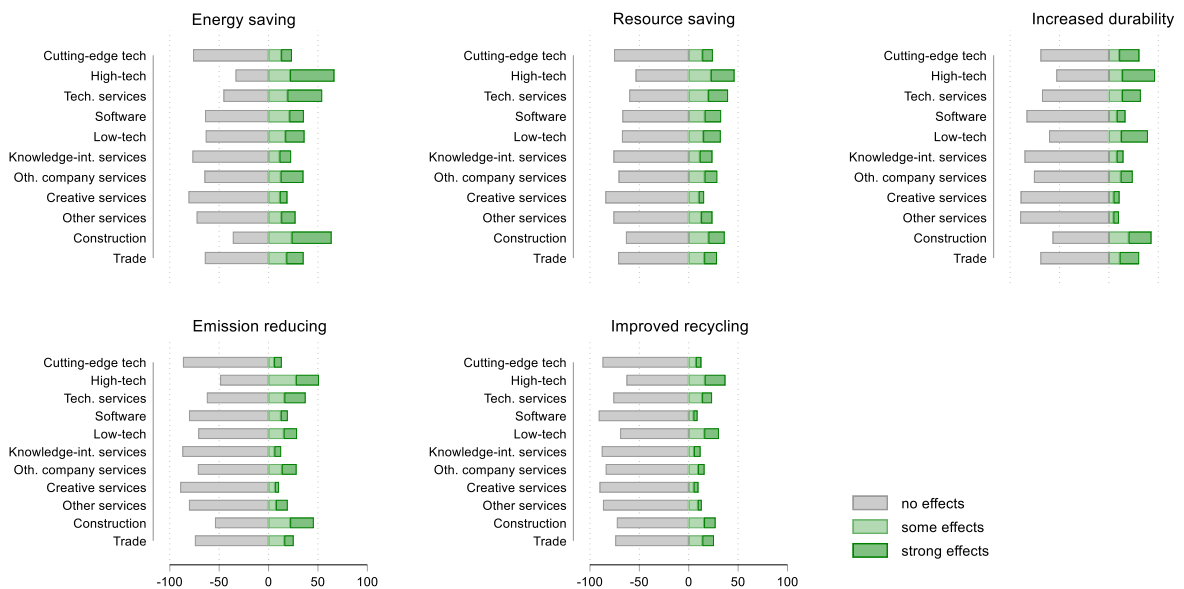 Energy saving
Cutting-edge tech
High-tech
Tech. services
Software
Low-tech
Knowledge-int. services
Oth. company services
Creative services
Other services
Construction
Trade
Resource saving
Cutting-edge tech
High-tech
Tech. services
Software
Low-tech
Knowledge-int. services
Oth. company services
Creative services
Other services
Construction
Trade
Increased durability
Cutting-edge tech
High-tech
Tech. services
Software
Low-tech
Knowledge-int. services
Oth. company services
Creative services
Other services
Construction
Trade
Emission reducing
Cutting-edge tech
High-tech
Tech. services
Software
Low-tech
Knowledge-int. services
Oth. company services
Creative services
Other services
Construction
Trade
-100 -50 0 50 100
Improved recycling
Cutting-edge tech
High-tech
Tech. services
Software
Low-tech
Knowledge-int. services
Oth. company services
Creative services
Other services
Construction
Trade
-100 -50 0 50 100
no effects
some effects
strong effects